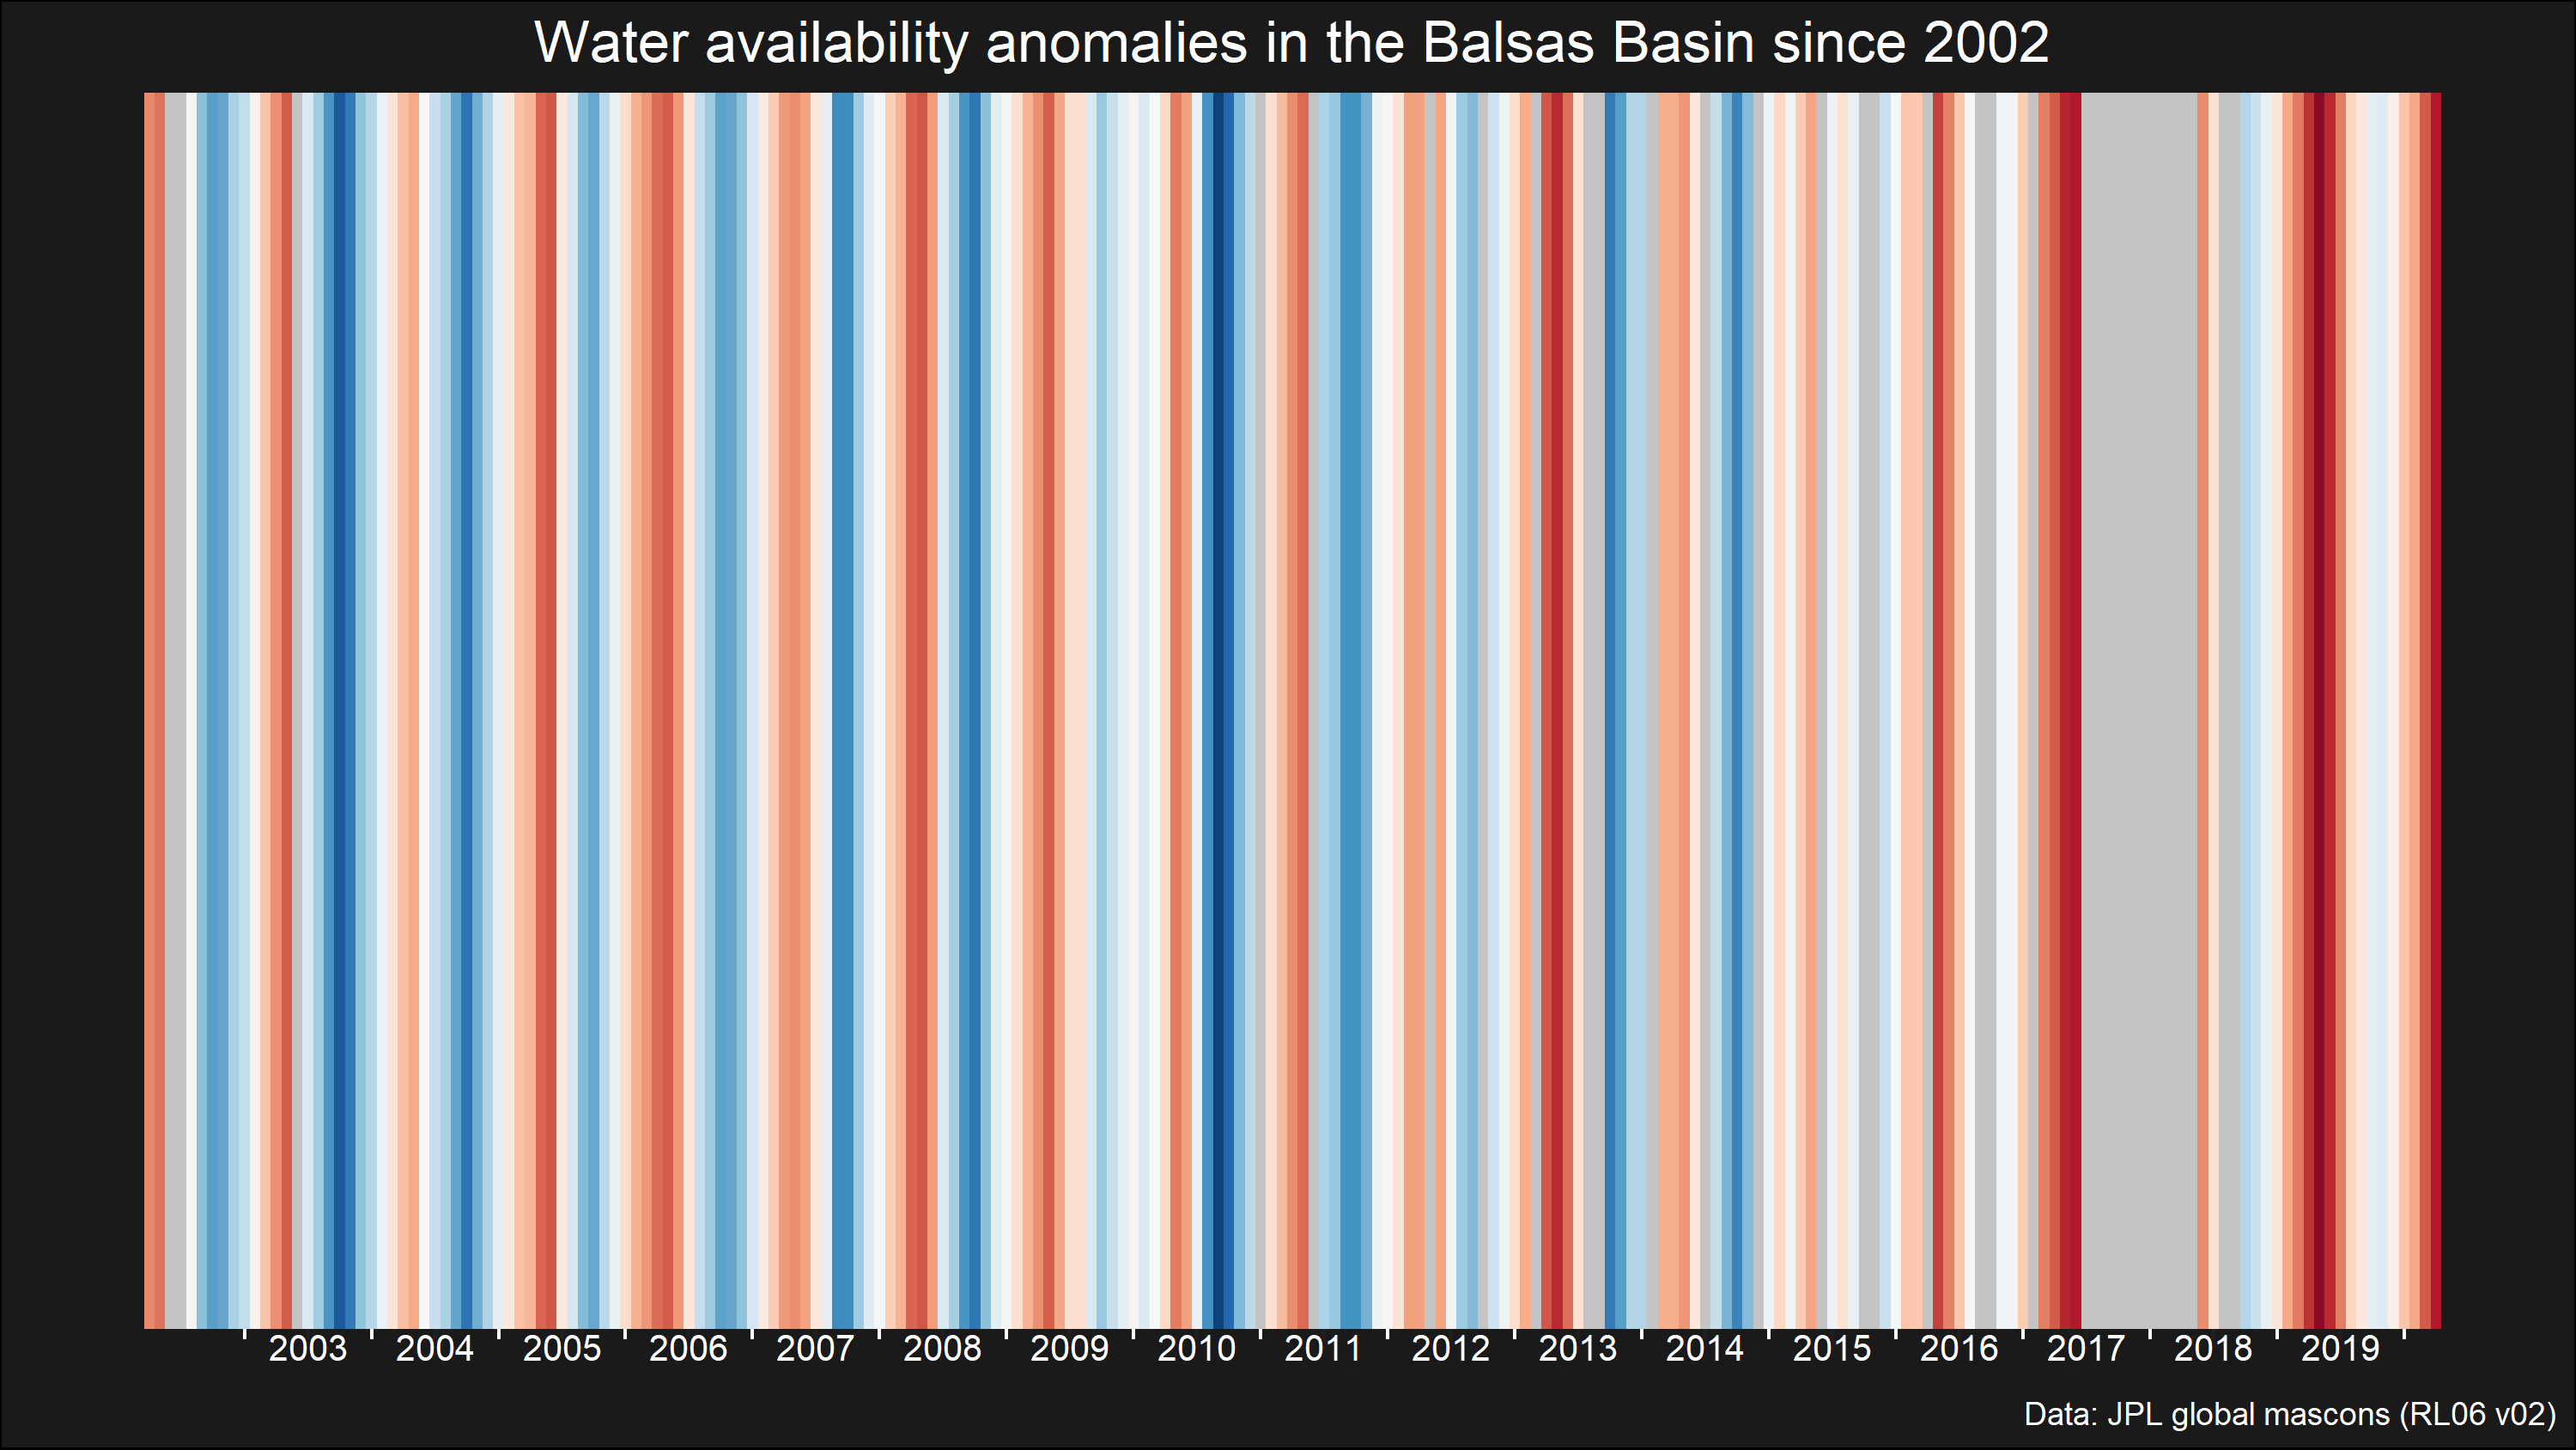 Water availability anomalies in the Balsas Basin since 2002
2003 2004 2005 2006 2007 2008 2009 2010 2011 2012 2013 2014 2015 2016 2017 2018 2019
Data: JPL global mascons (RL06 v02)